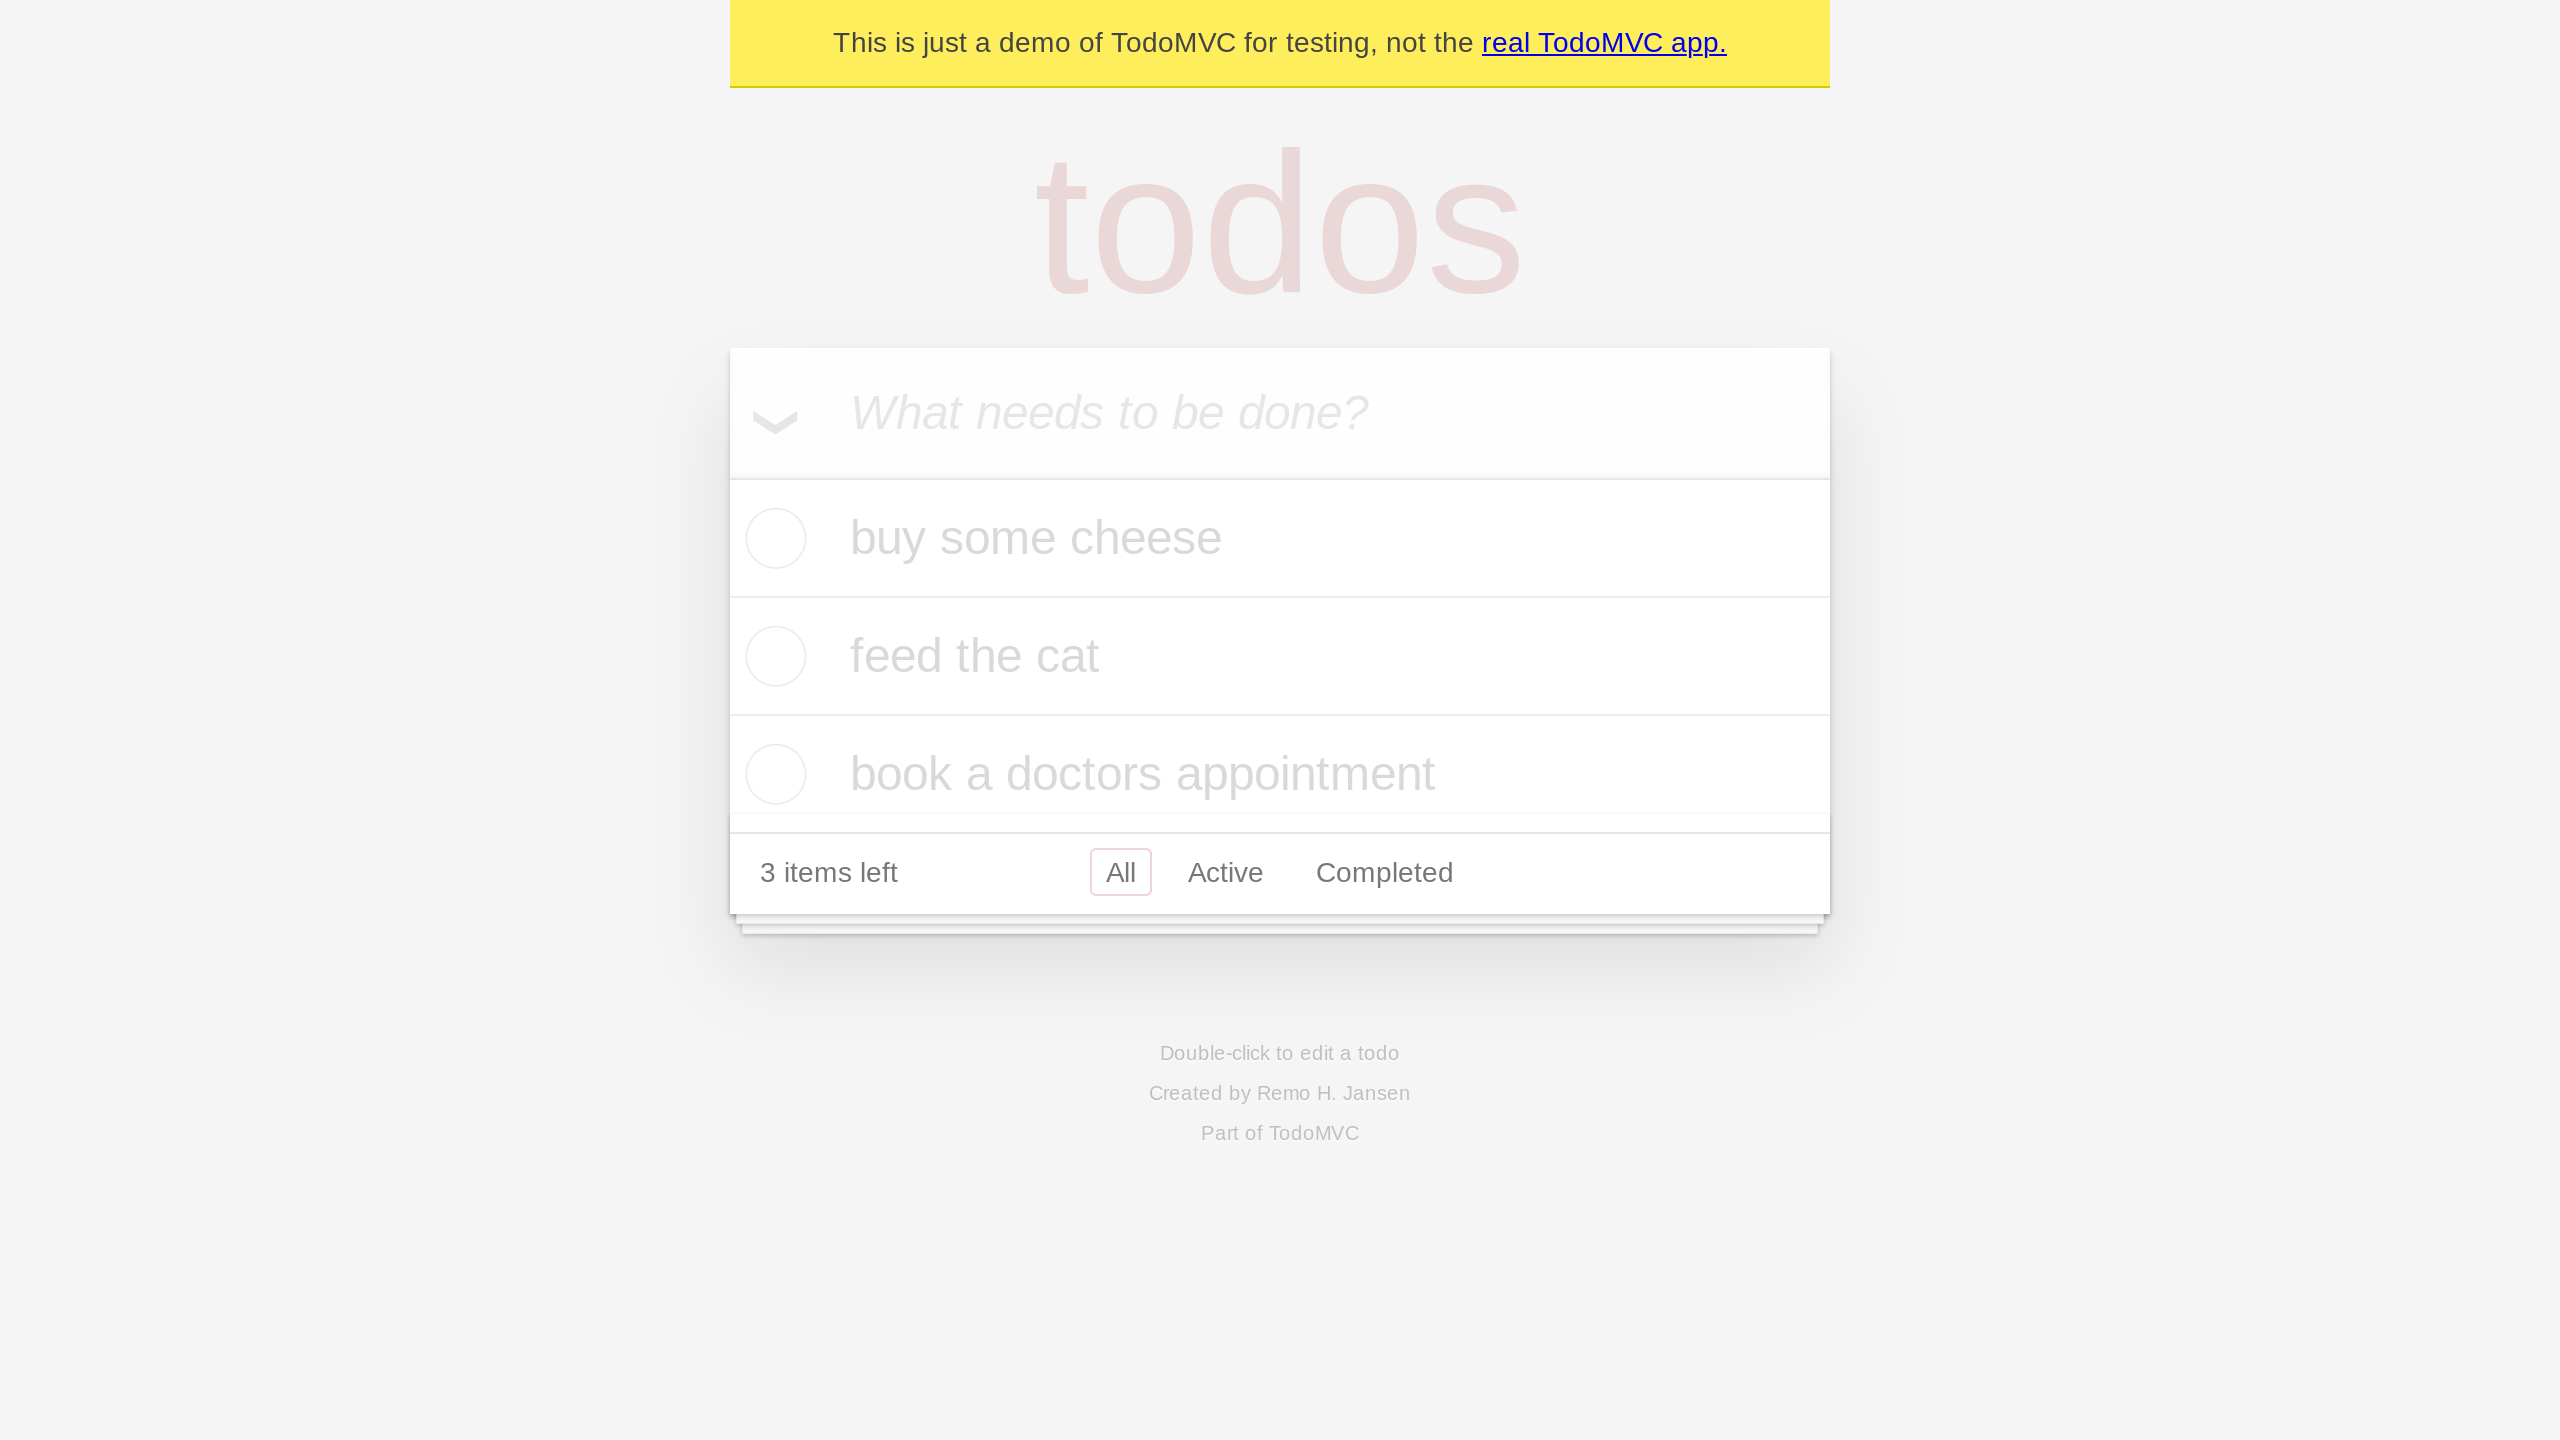 This is just a demo of TodoMVC for testing, not the real TodoMVC app.
todos
What needs to be done?
buy some cheese
feed the cat
book a doctors appointment
3 items left All Active Completed
Double-click to edit a todo
Created by Remo H. Jansen
Part of TodoMVC